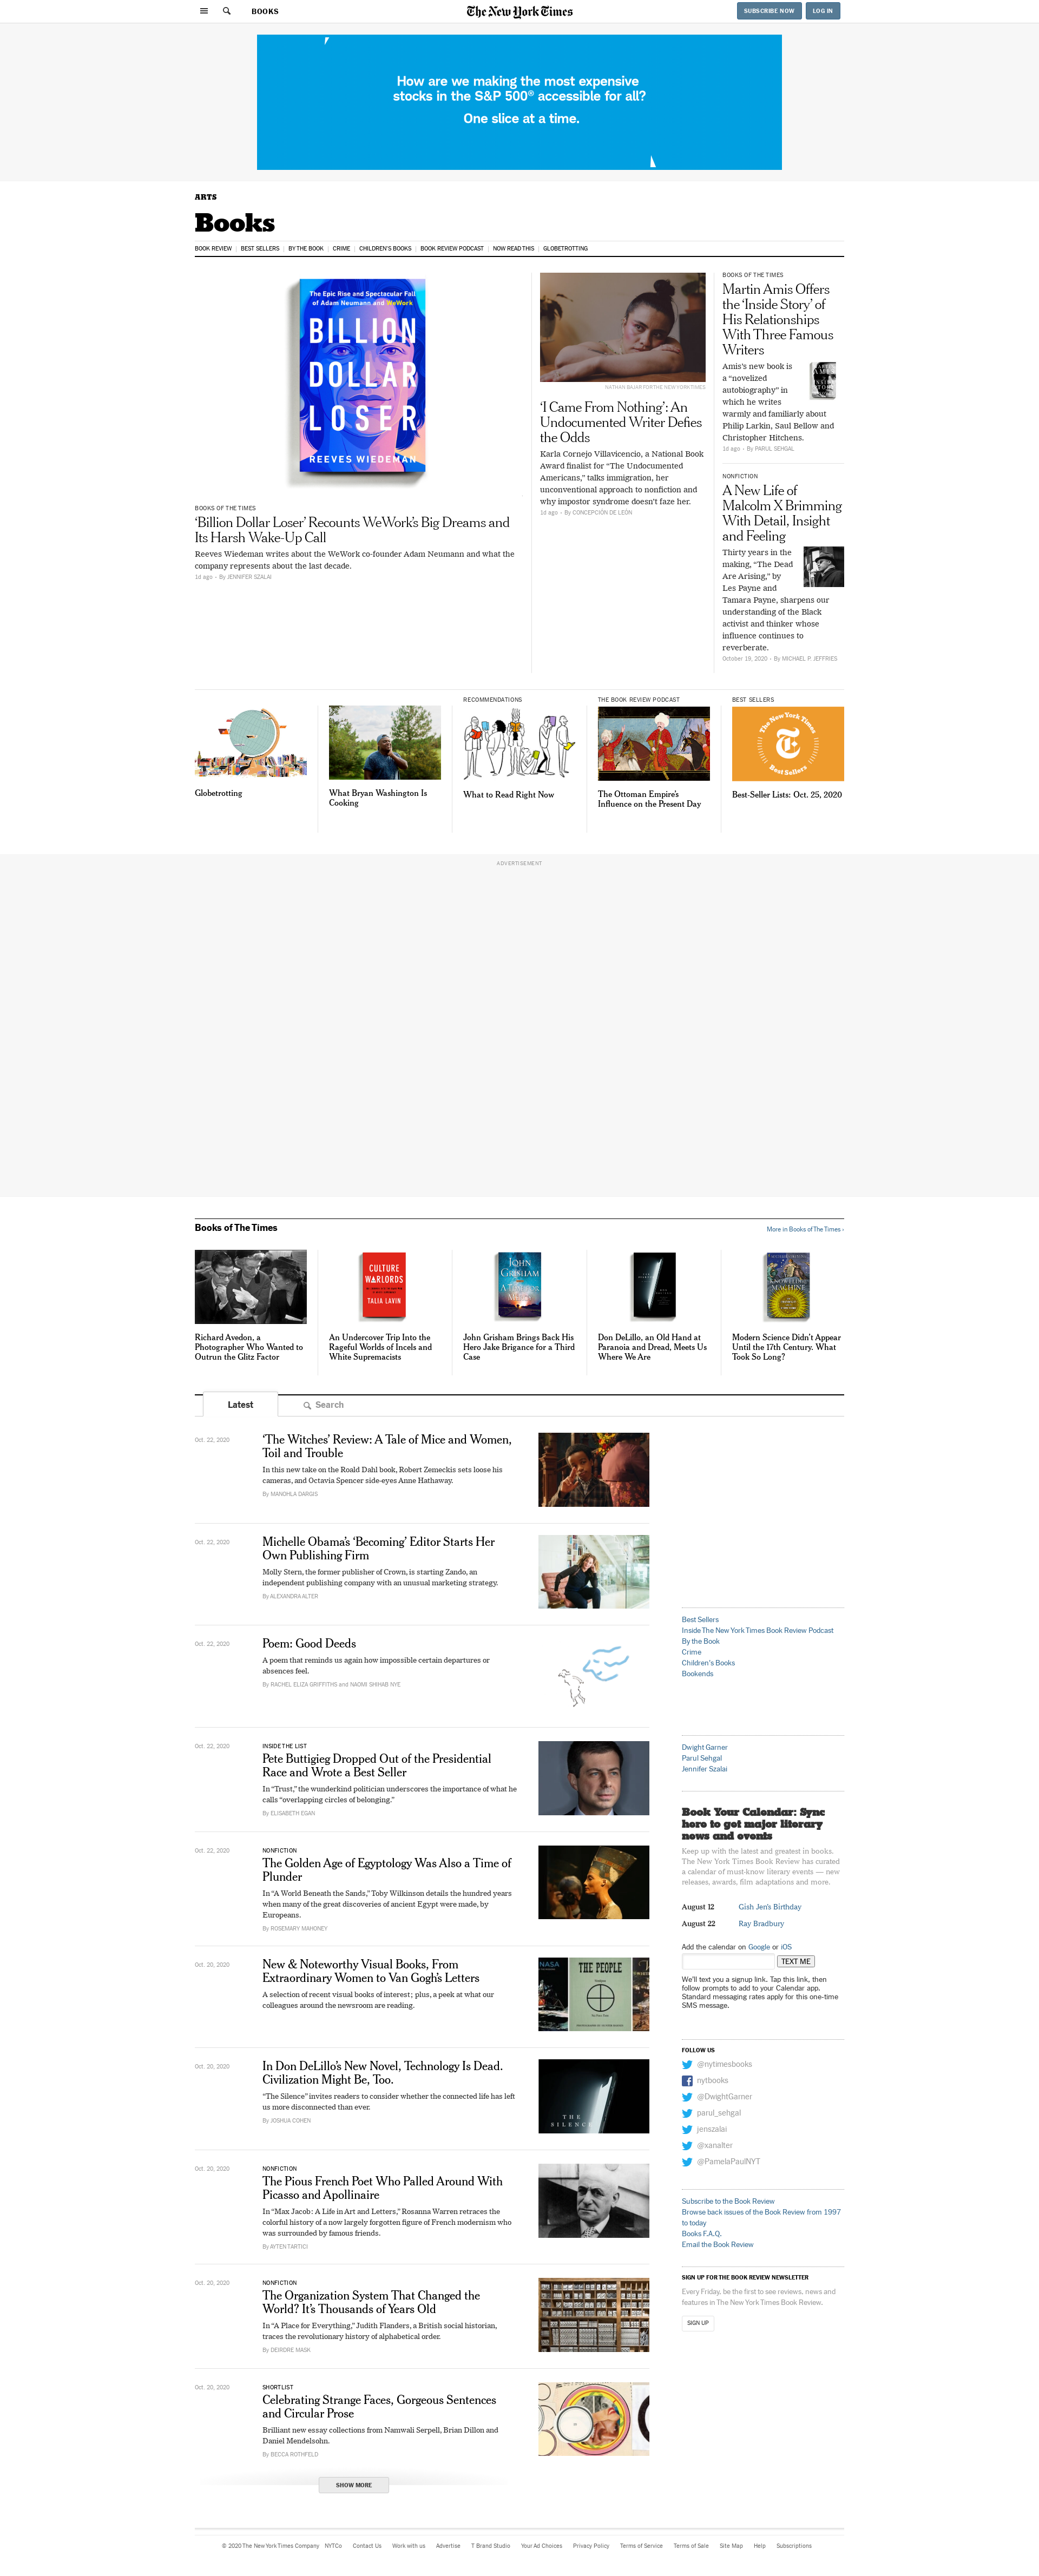 BOOKS
The New York Times
SUBSCRIBE NOW
LOG IN
How are we making the most expensive
stocks in the S&P 500® accessible for all?
One slice at a time.
ARTS
Books
BOOK REVIEW
BEST SELLERS
BY THE BOOK
CRIME
CHILDREN'S BOOKS
BOOK REVIEW PODCAST
NOW READ THIS
GLOBETROTTING
The Epic Rise and Spectacular Fall
of Adam Neumann and WeWork
BILLION
DOLLAR
LOSER
REEVES WIEDEMAN
BOOKS OF THE TIMES
‘Billion Dollar Loser’ Recounts WeWork’s Big Dreams and
Its Harsh Wake-Up Call
Reeves Wiedeman writes about the WeWork co-founder Adam Neumann and what the
company represents about the last decade.
1d ago · By JENNIFER SZALAI
NATHAN BAJAR FOR THE NEW YORK TIMES
‘I Came From Nothing’: An
Undocumented Writer Defies
the Odds
Karla Cornejo Villavicencio, a National Book
Award finalist for “The Undocumented
Americans,” talks immigration, her
unconventional approach to nonfiction and
why impostor syndrome doesn’t faze her.
1d ago · By CONCEPCIÓN DE LEÓN
BOOKS OF THE TIMES
Martin Amis Offers
the ‘Inside Story’ of
His Relationships
With Three Famous
Writers
Amis’s new book is
a “novelized
autobiography” in
which he writes
warmly and familiarly about
Philip Larkin, Saul Bellow and
Christopher Hitchens.
1d ago · By PARUL SEHGAL
NONFICTION
A New Life of
Malcolm X Brimming
With Detail, Insight
and Feeling
Thirty years in the
making, “The Dead
Are Arising,” by
Les Payne and
Tamara Payne, sharpens our
understanding of the Black
activist and thinker whose
influence continues to
reverberate.
October 19, 2020 · By MICHAEL P. JEFFRIES
Globetrotting
What Bryan Washington Is
Cooking
RECOMMENDATIONS
What to Read Right Now
THE BOOK REVIEW PODCAST
The Ottoman Empire’s
Influence on the Present Day
BEST SELLERS
The New York Times
Best Sellers
Best-Seller Lists: Oct. 25, 2020
ADVERTISEMENT
Books of The Times
More in Books of The Times ›
Richard Avedon, a
Photographer Who Wanted to
Outrun the Glitz Factor
CULTURE
WARLORDS
TALIA LAVIN
An Undercover Trip Into the
Rageful Worlds of Incels and
White Supremacists
JOHN
GRISHAM
John Grisham Brings Back His
Hero Jake Brigance for a Third
Case
Don DeLillo, an Old Hand at
Paranoia and Dread, Meets Us
Where We Are
KNOWLEDGE
MACHINE
Modern Science Didn’t Appear
Until the 17th Century. What
Took So Long?
Latest
Search
Oct. 22, 2020
‘The Witches’ Review: A Tale of Mice and Women,
Toil and Trouble
In this new take on the Roald Dahl book, Robert Zemeckis sets loose his
cameras, and Octavia Spencer side-eyes Anne Hathaway.
By MANOHLA DARGIS
Oct. 22, 2020
Michelle Obama’s ‘Becoming’ Editor Starts Her
Own Publishing Firm
Molly Stern, the former publisher of Crown, is starting Zando, an
independent publishing company with an unusual marketing strategy.
By ALEXANDRA ALTER
Oct. 22, 2020
Poem: Good Deeds
A poem that reminds us again how impossible certain departures or
absences feel.
By RACHEL ELIZA GRIFFITHS and NAOMI SHIHAB NYE
Oct. 22, 2020
INSIDE THE LIST
Pete Buttigieg Dropped Out of the Presidential
Race and Wrote a Best Seller
In “Trust,” the wunderkind politician underscores the importance of what he
calls “overlapping circles of belonging.”
By ELISABETH EGAN
Oct. 22, 2020
NONFICTION
The Golden Age of Egyptology Was Also a Time of
Plunder
In “A World Beneath the Sands,” Toby Wilkinson details the hundred years
when many of the great discoveries of ancient Egypt were made, by
Europeans.
By ROSEMARY MAHONEY
Oct. 20, 2020
New & Noteworthy Visual Books, From
Extraordinary Women to Van Gogh’s Letters
A selection of recent visual books of interest; plus, a peek at what our
colleagues around the newsroom are reading.
NASA
THE PEOPLE
Oct. 20, 2020
In Don DeLillo’s New Novel, Technology Is Dead.
Civilization Might Be, Too.
“The Silence” invites readers to consider whether the connected life has left
us more disconnected than ever.
By JOSHUA COHEN
THE
SILENCE
Oct. 20, 2020
NONFICTION
The Pious French Poet Who Palled Around With
Picasso and Apollinaire
In “Max Jacob: A Life in Art and Letters,” Rosanna Warren retraces the
colorful history of a now largely forgotten figure of French modernism who
was surrounded by famous friends.
By AYTEN TARTICI
Oct. 20, 2020
NONFICTION
The Organization System That Changed the
World? It’s Thousands of Years Old
In “A Place for Everything,” Judith Flanders, a British social historian,
traces the revolutionary history of alphabetical order.
By DEIRDRE MASK
Oct. 20, 2020
SHORTLIST
Celebrating Strange Faces, Gorgeous Sentences
and Circular Prose
Brilliant new essay collections from Namwali Serpell, Brian Dillon and
Daniel Mendelsohn.
By BECCA ROTHFELD
SHOW MORE
Best Sellers
Inside The New York Times Book Review Podcast
By the Book
Crime
Children’s Books
Bookends
Dwight Garner
Parul Sehgal
Jennifer Szalai
Book Your Calendar: Sync
here to get major literary
news and events
Keep up with the latest and greatest in books.
The New York Times Book Review has curated
a calendar of must-know literary events — new
releases, awards, film adaptations and more.
August 12
Gish Jen’s Birthday
August 22
Ray Bradbury
Add the calendar on Google or iOS
TEXT ME
We’ll text you a signup link. Tap this link, then
follow prompts to add to your Calendar app.
Standard messaging rates apply for this one-time
SMS message.
FOLLOW US
@nytimesbooks
nytbooks
@DwightGarner
parul_sehgal
jenszalai
@xanalter
@PamelaPaulNYT
Subscribe to the Book Review
Browse back issues of the Book Review from 1997
to today
Books F.A.Q.
Email the Book Review
SIGN UP FOR THE BOOK REVIEW NEWSLETTER
Every Friday, be the first to see reviews, news and
features in The New York Times Book Review.
SIGN UP
© 2020 The New York Times Company
NYTCo
Contact Us
Work with us
Advertise
T Brand Studio
Your Ad Choices
Privacy Policy
Terms of Service
Terms of Sale
Site Map
Help
Subscriptions